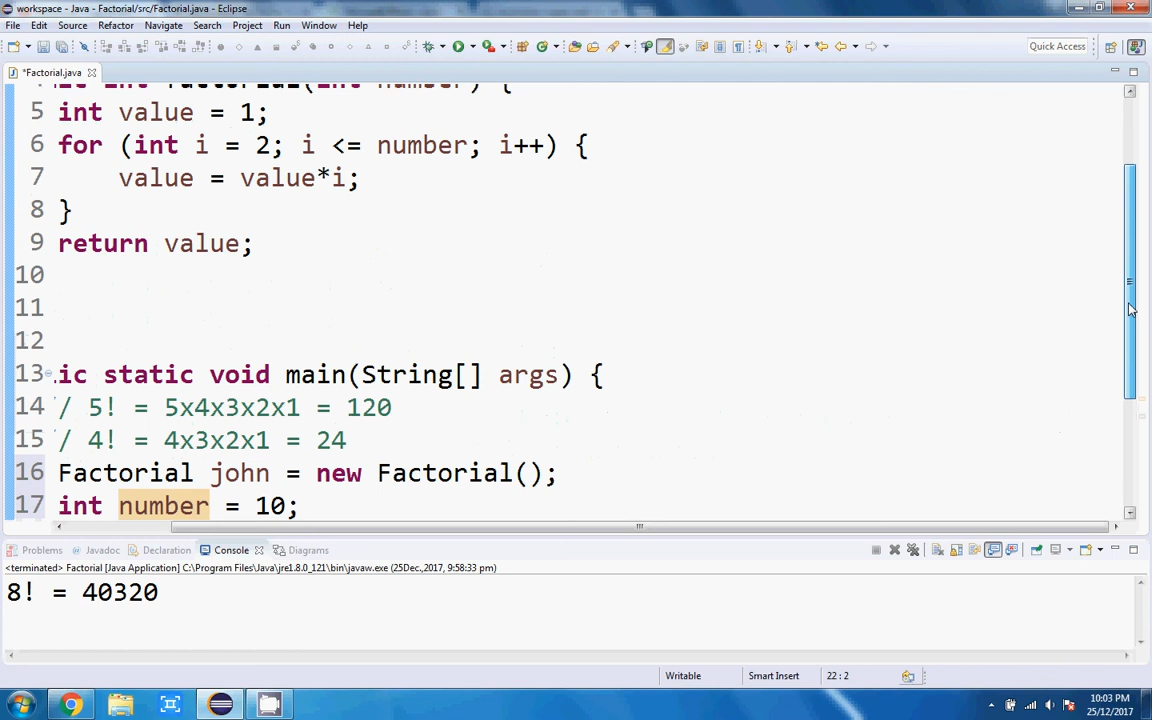 workspace - Java - Factorial/src/Factorial.java - Eclipse
File Edit Source Refactor Navigate Search Project Run Window Help
Quick Access
*Factorial.java
int factorial(int number) {
5 int value = 1;
6 for (int i = 2; i <= number; i++) {
7 value = value*i;
8 }
9 return value;
10
11
12
13 ic static void main(String[] args) {
14 / 5! = 5x4x3x2x1 = 120
15 / 4! = 4x3x2x1 = 24
16 Factorial john = new Factorial();
17 int number = 10;
Problems @ Javadoc Declaration Console Diagrams
<terminated> Factorial [Java Application] C:\Program Files\Java\jre1.8.0_121\bin\javaw.exe (25Dec.,2017, 9:58:33 pm)
8! = 40320
Writable Smart Insert 22 : 2
10:03 PM
25/12/2017